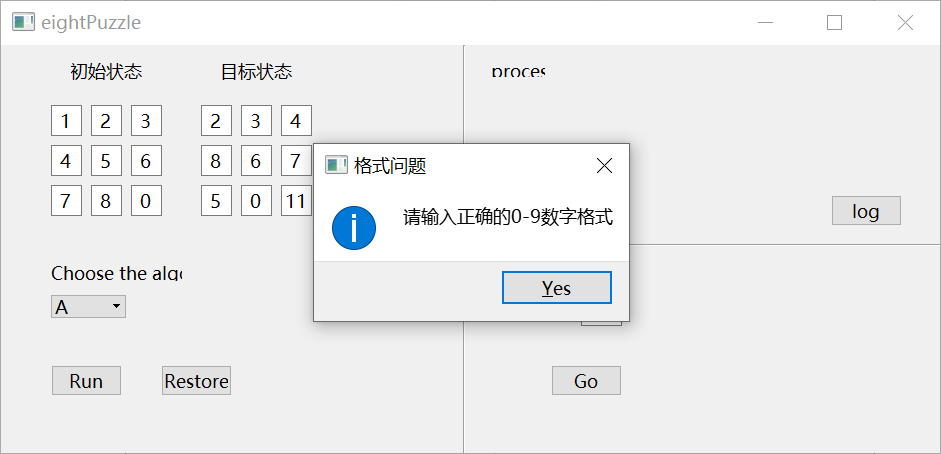 eightPuzzle
初始状态 目标状态
1 2 3 2 3 4
4 5 6 8 6 7
7 8 0 5 0 11
Choose the algo
A
Run Restore
proces
log
Go
格式问题
请输入正确的0-9数字格式
Yes